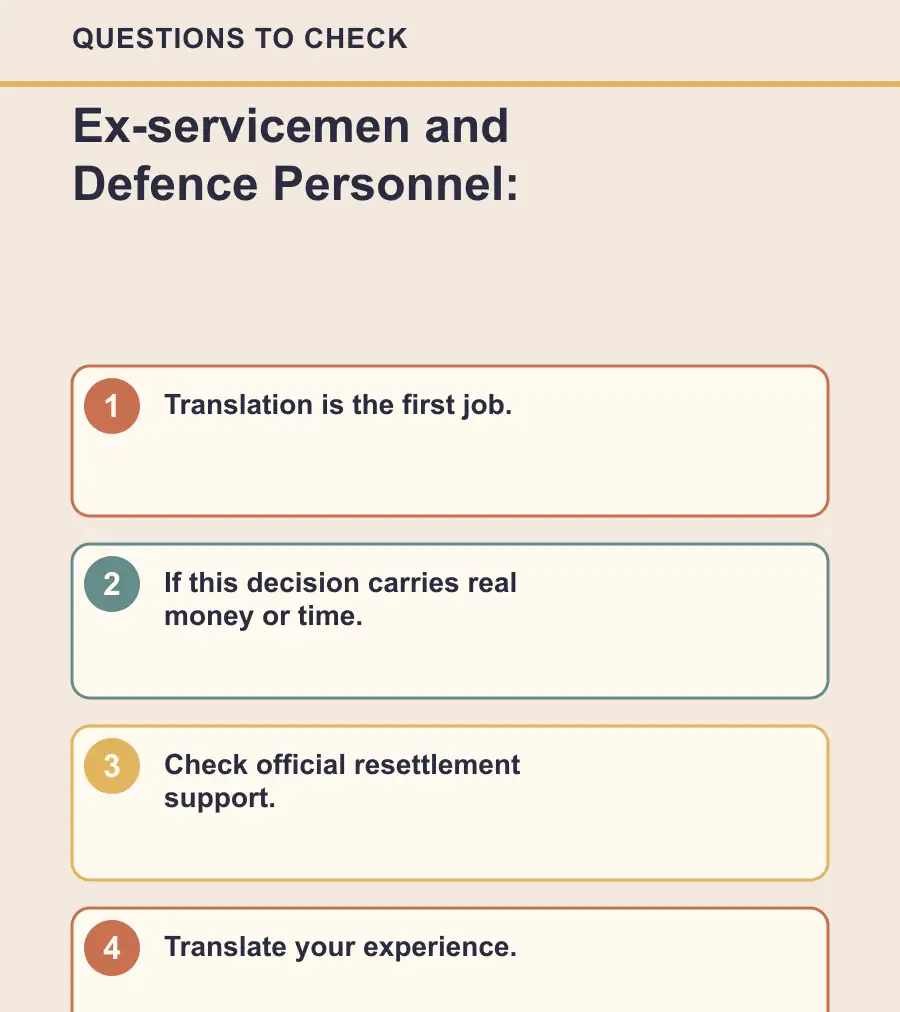 QUESTIONS TO CHECK
Ex-servicemen and
Defence Personnel:
1
Translation is the first job.
2
If this decision carries real
money or time.
3
Check official resettlement
support.
4
Translate your experience.